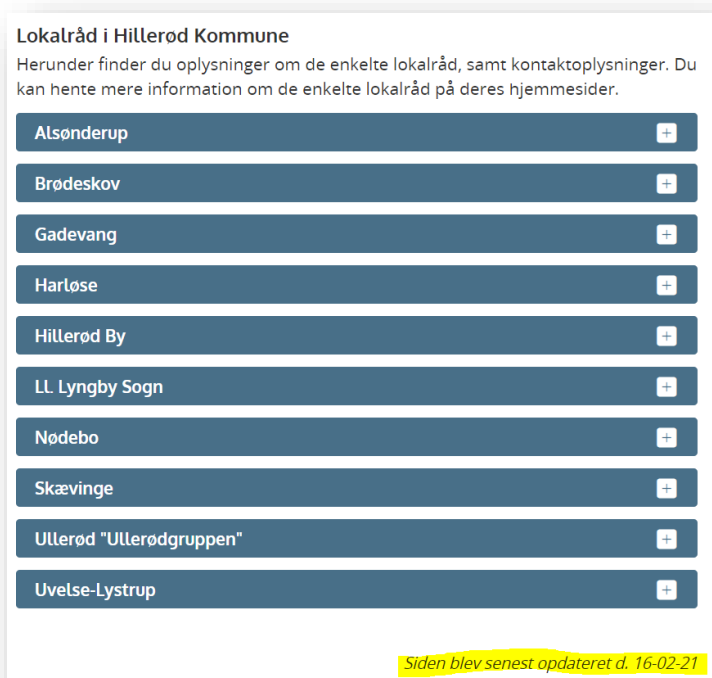 Lokalråd i Hillerød Kommune
Herunder finder du oplysninger om de enkelte lokalråd, samt kontaktoplysninger. Du
kan hente mere information om de enkelte lokalråd på deres hjemmesider.
Alsønderup
Brødeskov
Gadevang
Harløse
Hillerød By
Ll. Lyngby Sogn
Nødebo
Skævinge
Ullerød "Ullerødgruppen"
Uvelse-Lystrup
Siden blev senest opdateret d. 16-02-21